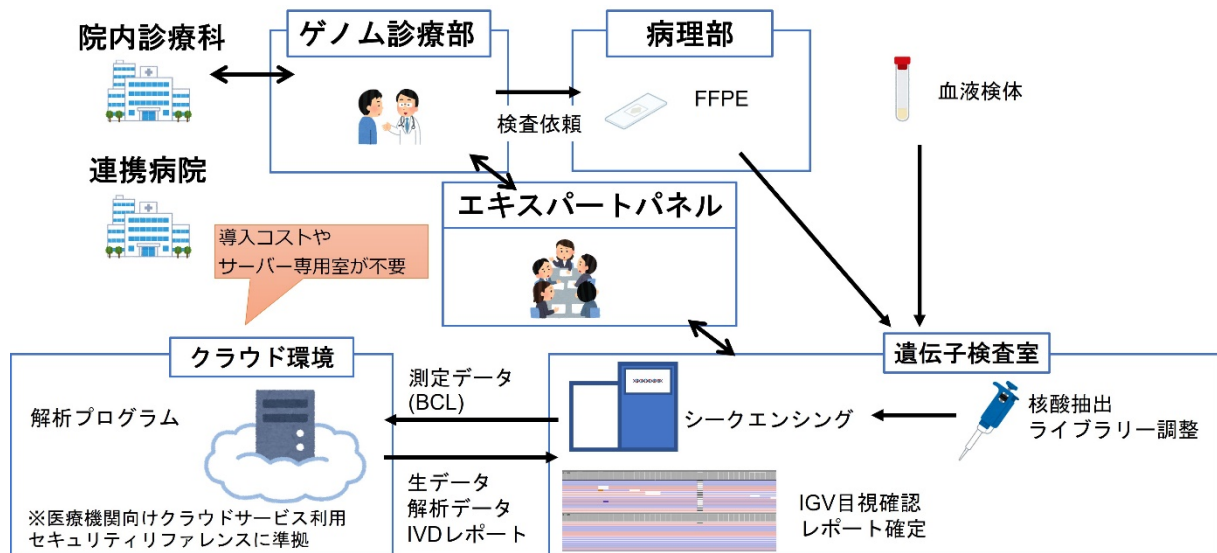 院内診療科
ゲノム診療部
病理部
FFPE
血液検体
検査依頼
連携病院
エキスパートパネル
導入コストや
サーバー専用室が不要
クラウド環境
遺伝子検査室
測定データ
(BCL)
解析プログラム
シークエンシング
核酸抽出
ライブラリー調整
生データ
解析データ
IVDレポート
IGV目視確認
レポート確定
※医療機関向けクラウドサービス利用
セキュリティリファレンスに準拠